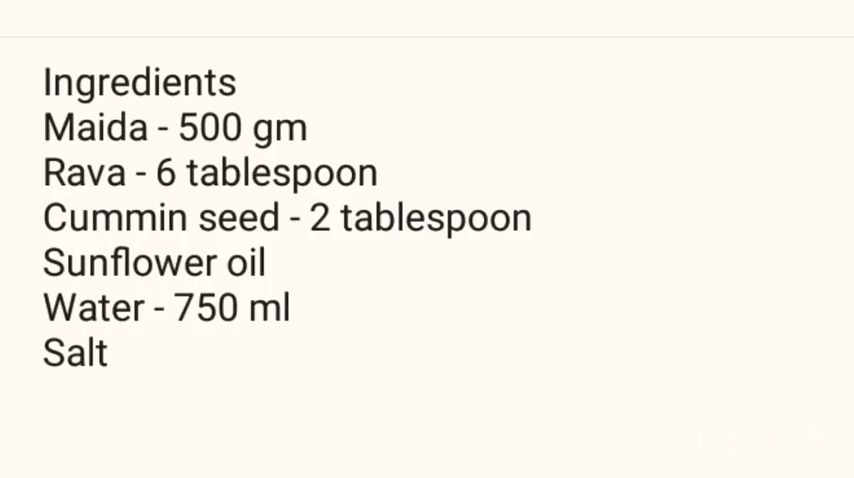 Ingredients
Maida - 500 gm
Rava - 6 tablespoon
Cummin seed - 2 tablespoon
Sunflower oil
Water - 750 ml
Salt